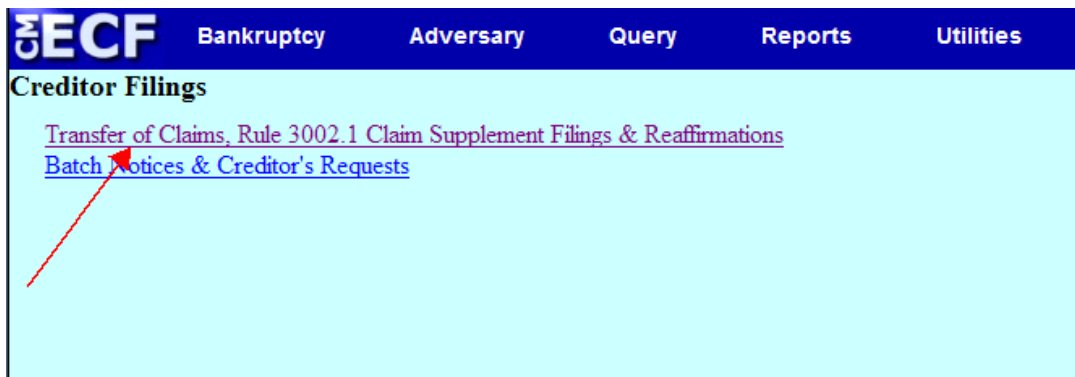 CM ECF Bankruptcy Adversary Query Reports Utilities
Creditor Filings
Transfer of Claims, Rule 3002.1 Claim Supplement Filings & Reaffirmations
Batch Notices & Creditor's Requests